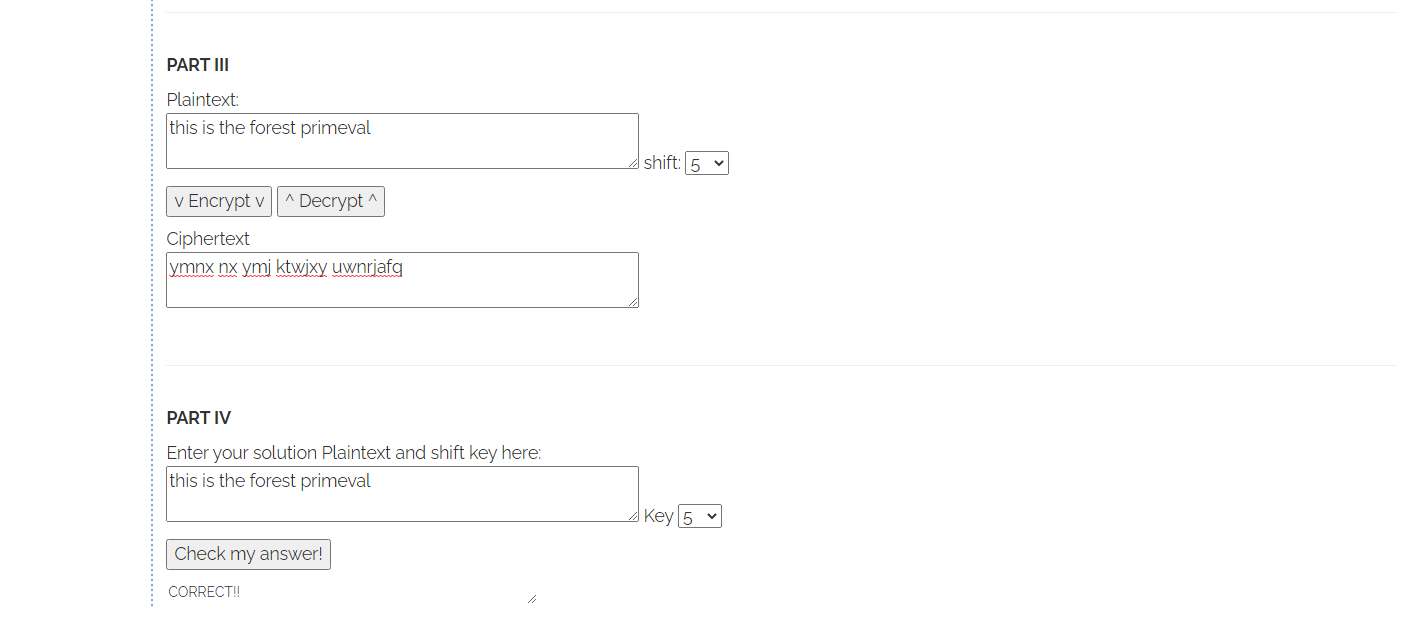 PART III
Plaintext:
this is the forest primeval
shift: 5
v Encrypt v ^ Decrypt ^
Ciphertext
ymnx nx ymj ktwjxy uwnrjafq
PART IV
Enter your solution Plaintext and shift key here:
this is the forest primeval
Key 5
Check my answer!
CORRECT!!